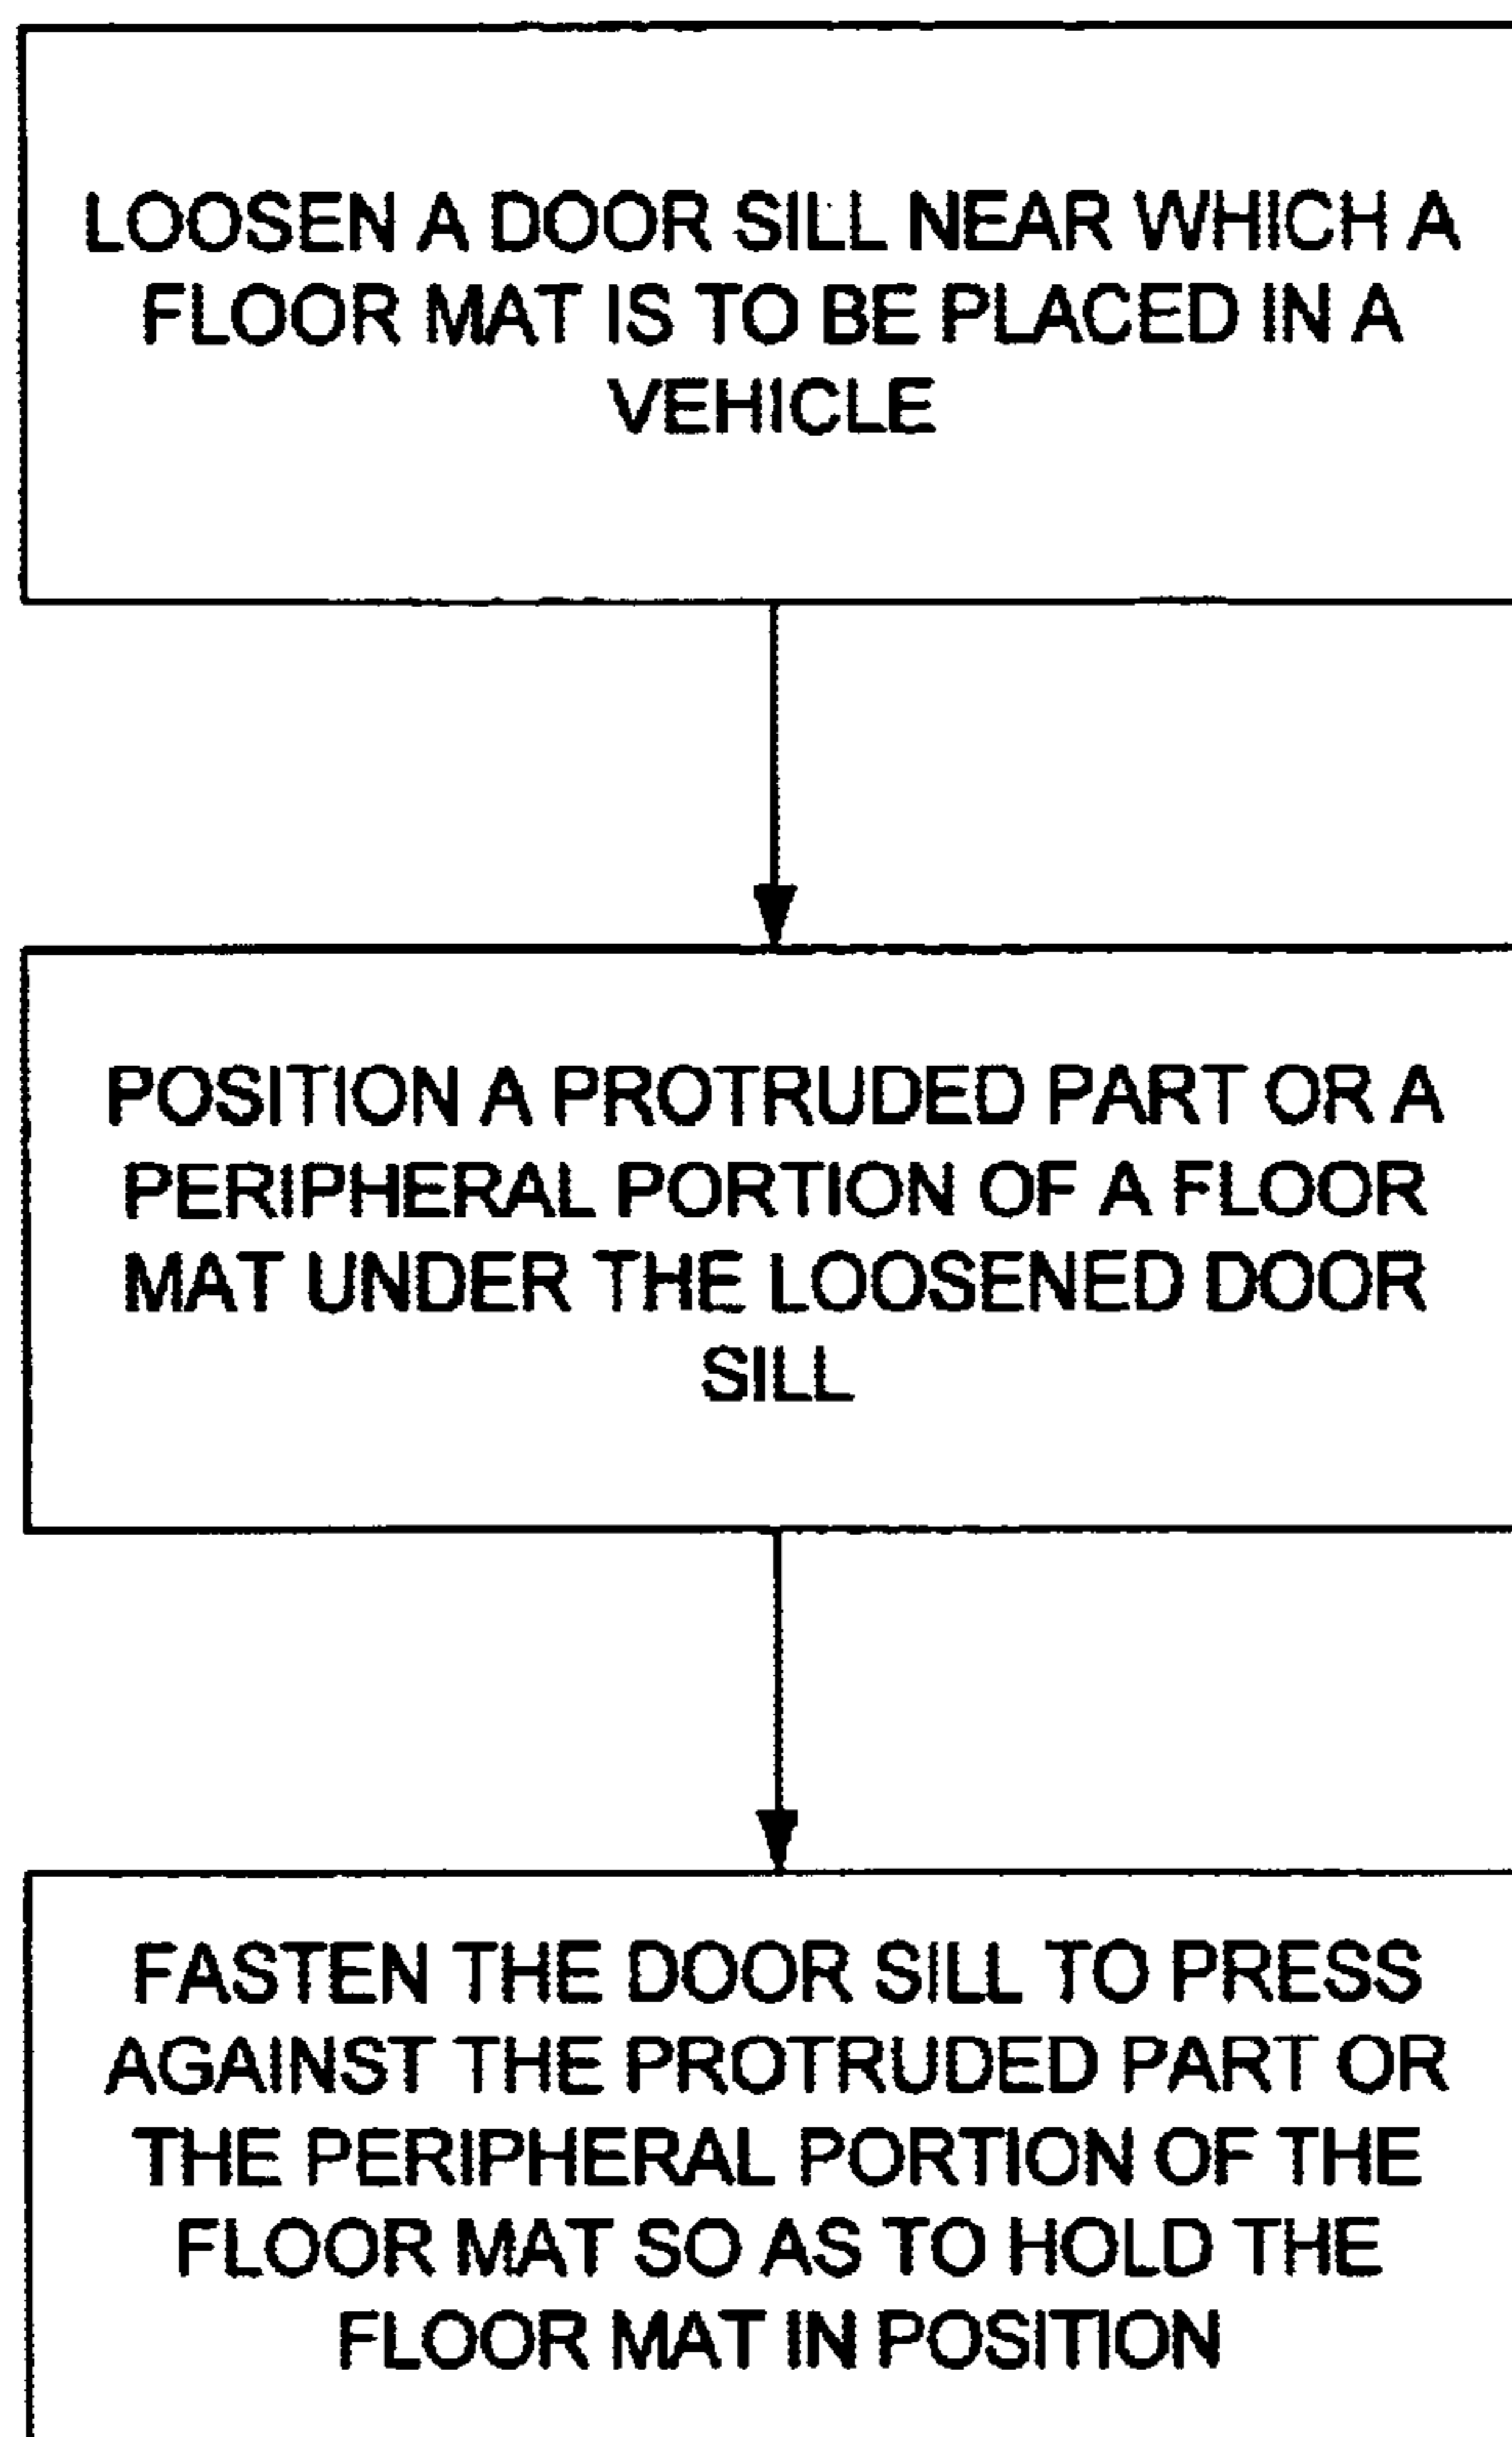 LOOSEN A DOOR SILL NEAR WHICH A
FLOOR MAT IS TO BE PLACED IN A
VEHICLE
POSITION A PROTRUDED PART OR A
PERIPHERAL PORTION OF A FLOOR
MAT UNDER THE LOOSENED DOOR
SILL
FASTEN THE DOOR SILL TO PRESS
AGAINST THE PROTRUDED PART OR
THE PERIPHERAL PORTION OF THE
FLOOR MAT SO AS TO HOLD THE
FLOOR MAT IN POSITION